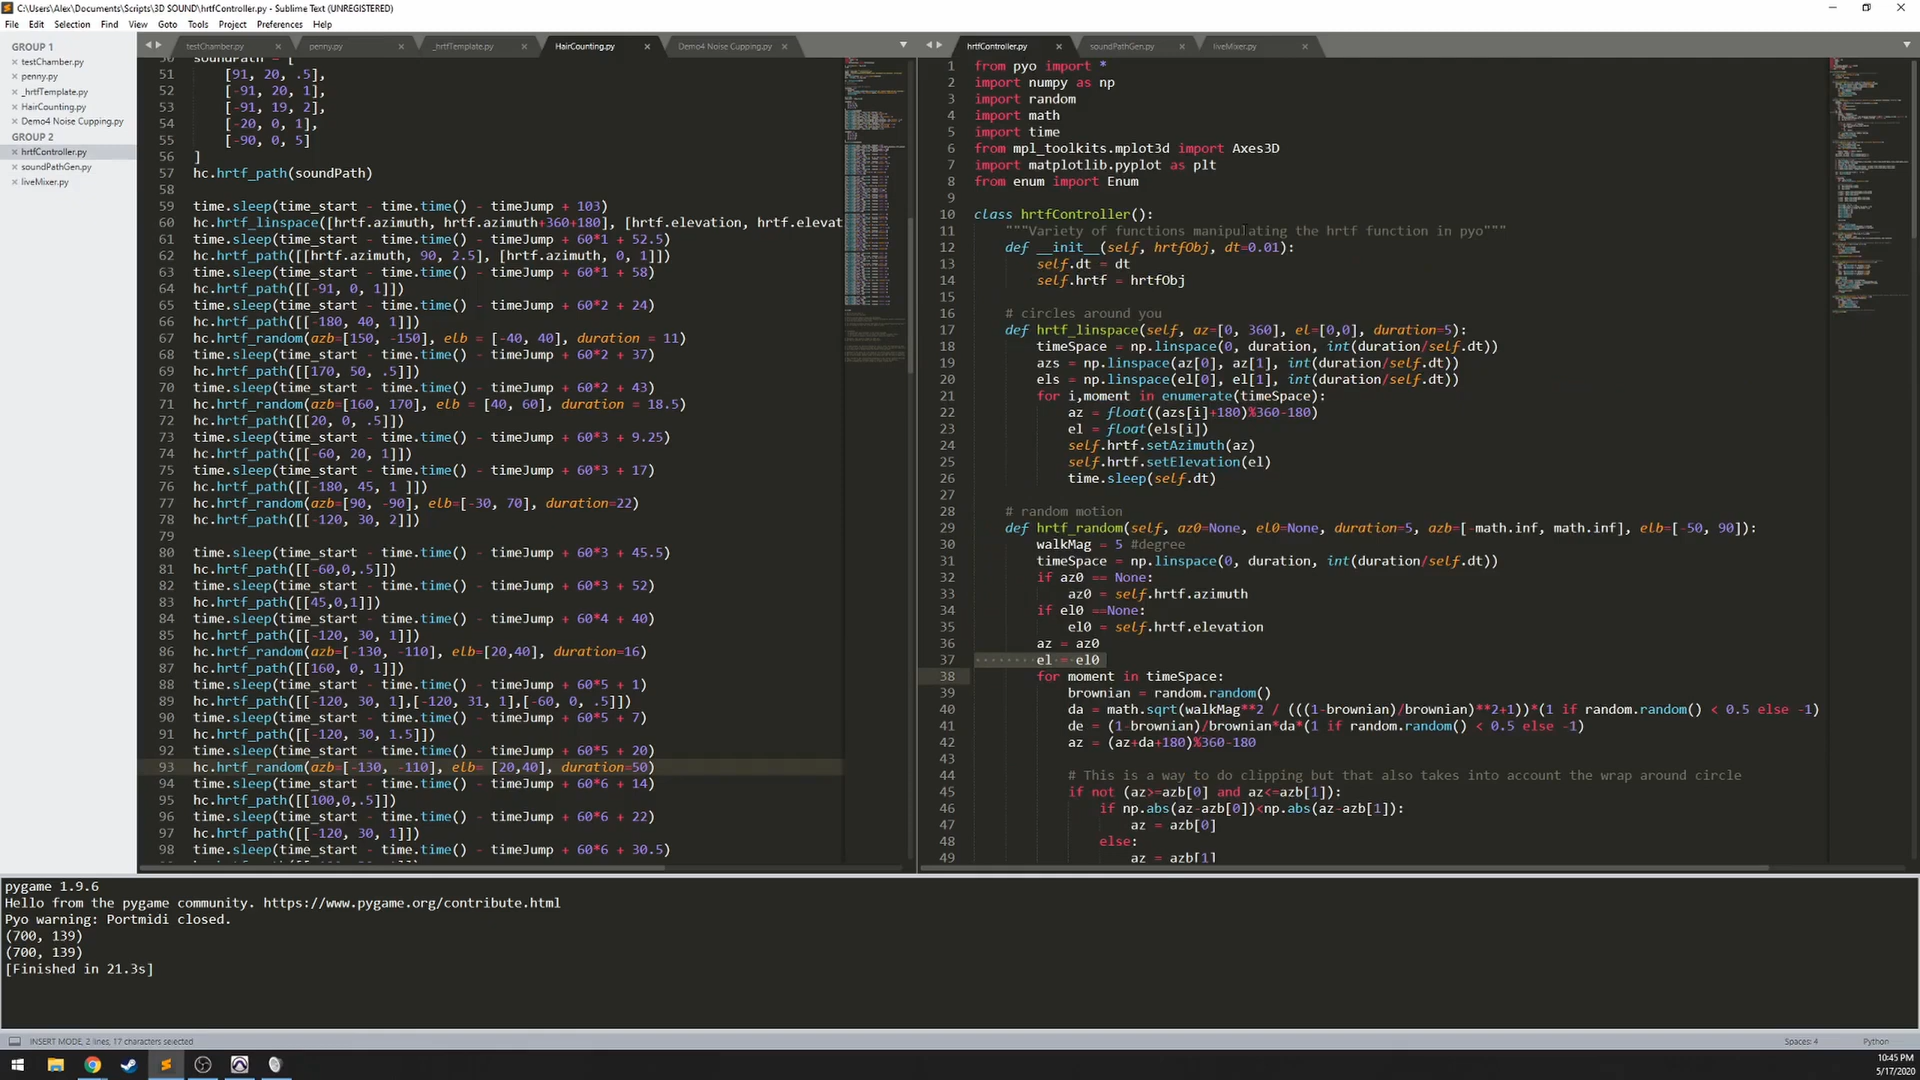 C:\Users\Alex\Documents\Scripts\3D SOUND\hrtfController.py - Sublime Text (UNREGISTERED)
File Edit Selection Find View Goto Tools Project Preferences Help
GROUP 1
testChamber.py
penny.py
_hrtfTemplate.py
HairCounting.py
Demo4 Noise Cupping.py
GROUP 2
hrtfController.py
soundPathGen.py
liveMixer.py
testChamber.py penny.py _hrtfTemplate.py HairCounting.py Demo4 Noise Cupping.py
50 soundPath = [
51 [91, 20, .5],
52 [-91, 20, 1],
53 [-91, 19, 2],
54 [-20, 0, 1],
55 [-90, 0, 5]
56 ]
57 hc.hrtf_path(soundPath)
58
59 time.sleep(time_start - time.time() - timeJump + 103)
60 hc.hrtf_linspace([hrtf.azimuth, hrtf.azimuth+360+180], [hrtf.elevation, hrtf.elevat
61 time.sleep(time_start - time.time() - timeJump + 60*1 + 52.5)
62 hc.hrtf_path([[hrtf.azimuth, 90, 2.5], [hrtf.azimuth, 0, 1]])
63 time.sleep(time_start - time.time() - timeJump + 60*1 + 58)
64 hc.hrtf_path([[-91, 0, 1]])
65 time.sleep(time_start - time.time() - timeJump + 60*2 + 24)
66 hc.hrtf_path([[-180, 40, 1]])
67 hc.hrtf_random(azb=[150, -150], elb = [-40, 40], duration = 11)
68 time.sleep(time_start - time.time() - timeJump + 60*2 + 37)
69 hc.hrtf_path([[170, 50, .5]])
70 time.sleep(time_start - time.time() - timeJump + 60*2 + 43)
71 hc.hrtf_random(azb=[160, 170], elb = [40, 60], duration = 18.5)
72 hc.hrtf_path([[20, 0, .5]])
73 time.sleep(time_start - time.time() - timeJump + 60*3 + 9.25)
74 hc.hrtf_path([[-60, 20, 1]])
75 time.sleep(time_start - time.time() - timeJump + 60*3 + 17)
76 hc.hrtf_path([[-180, 45, 1 ]])
77 hc.hrtf_random(azb=[90, -90], elb=[-30, 70], duration=22)
78 hc.hrtf_path([[-120, 30, 2]])
79
80 time.sleep(time_start - time.time() - timeJump + 60*3 + 45.5)
81 hc.hrtf_path([[-60,0,.5]])
82 time.sleep(time_start - time.time() - timeJump + 60*3 + 52)
83 hc.hrtf_path([[45,0,1]])
84 time.sleep(time_start - time.time() - timeJump + 60*4 + 40)
85 hc.hrtf_path([[-120, 30, 1]])
86 hc.hrtf_random(azb=[-130, -110], elb=[20,40], duration=16)
87 hc.hrtf_path([[160, 0, 1]])
88 time.sleep(time_start - time.time() - timeJump + 60*5 + 1)
89 hc.hrtf_path([[-120, 30, 1],[-120, 31, 1],[-60, 0, .5]])
90 time.sleep(time_start - time.time() - timeJump + 60*5 + 7)
91 hc.hrtf_path([[-120, 30, 1.5]])
92 time.sleep(time_start - time.time() - timeJump + 60*5 + 20)
93 hc.hrtf_random(azb=[-130, -110], elb= [20,40], duration=50)
94 time.sleep(time_start - time.time() - timeJump + 60*6 + 14)
95 hc.hrtf_path([[100,0,.5]])
96 time.sleep(time_start - time.time() - timeJump + 60*6 + 22)
97 hc.hrtf_path([[-120, 30, 1]])
98 time.sleep(time_start - time.time() - timeJump + 60*6 + 30.5)
hrtfController.py soundPathGen.py liveMixer.py
1 from pyo import *
2 import numpy as np
3 import random
4 import math
5 import time
6 from mpl_toolkits.mplot3d import Axes3D
7 import matplotlib.pyplot as plt
8 from enum import Enum
9
10 class hrtfController():
11 """Variety of functions manipulating the hrtf function in pyo"""
12 def __init__(self, hrtfObj, dt=0.01):
13 self.dt = dt
14 self.hrtf = hrtfObj
15
16 # circles around you
17 def hrtf_linspace(self, az=[0, 360], el=[0,0], duration=5):
18 timeSpace = np.linspace(0, duration, int(duration/self.dt))
19 azs = np.linspace(az[0], az[1], int(duration/self.dt))
20 els = np.linspace(el[0], el[1], int(duration/self.dt))
21 for i,moment in enumerate(timeSpace):
22 az = float((azs[i]+180)%360-180)
23 el = float(els[i])
24 self.hrtf.setAzimuth(az)
25 self.hrtf.setElevation(el)
26 time.sleep(self.dt)
27
28 # random motion
29 def hrtf_random(self, az0=None, el0=None, duration=5, azb=[-math.inf, math.inf], elb=[-50, 90]):
30 walkMag = 5 #degree
31 timeSpace = np.linspace(0, duration, int(duration/self.dt))
32 if az0 == None:
33 az0 = self.hrtf.azimuth
34 if el0 ==None:
35 el0 = self.hrtf.elevation
36 az = az0
37 el = el0
38 for moment in timeSpace:
39 brownian = random.random()
40 da = math.sqrt(walkMag**2 / (((1-brownian)/brownian)**2+1))*(1 if random.random() < 0.5 else -1)
41 de = (1-brownian)/brownian*da*(1 if random.random() < 0.5 else -1)
42 az = (az+da+180)%360-180
43
44 # This is a way to do clipping but that also takes into account the wrap around circle
45 if not (az>=azb[0] and az<=azb[1]):
46 if np.abs(az-azb[0])<np.abs(az-azb[1]):
47 az = azb[0]
48 else:
49 az = azb[1]
pygame 1.9.6
Hello from the pygame community. https://www.pygame.org/contribute.html
Pyo warning: Portmidi closed.
(700, 139)
(700, 139)
[Finished in 21.3s]
INSERT MODE, 2 lines, 17 characters selected
Spaces: 4 Python
10:45 PM
5/17/2020